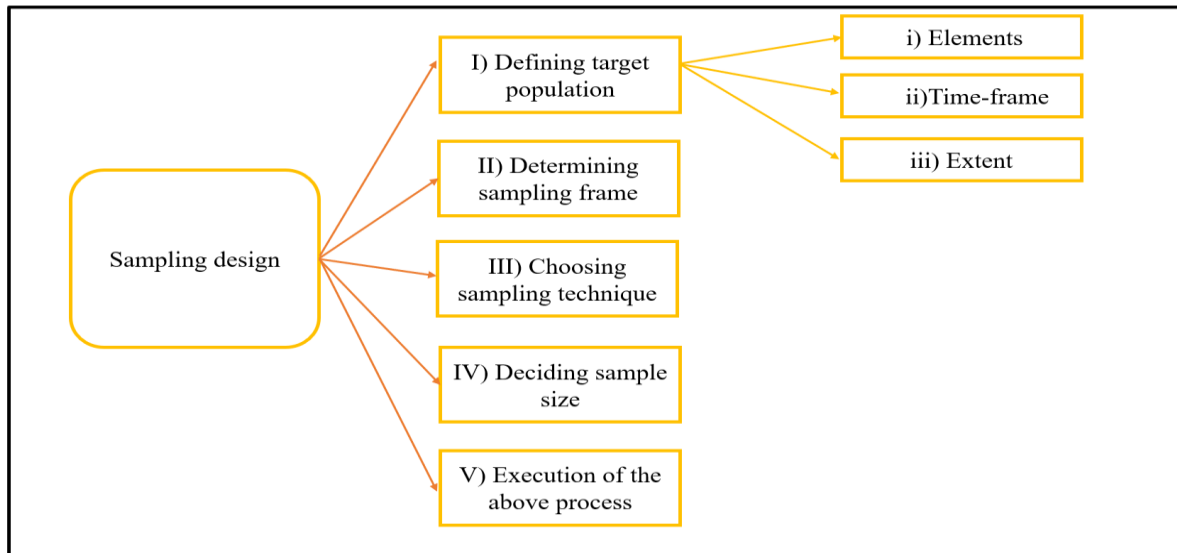 Sampling design
I) Defining target
population
i) Elements
ii)Time-frame
iii) Extent
II) Determining
sampling frame
III) Choosing
sampling technique
IV) Deciding sample
size
V) Execution of the
above process